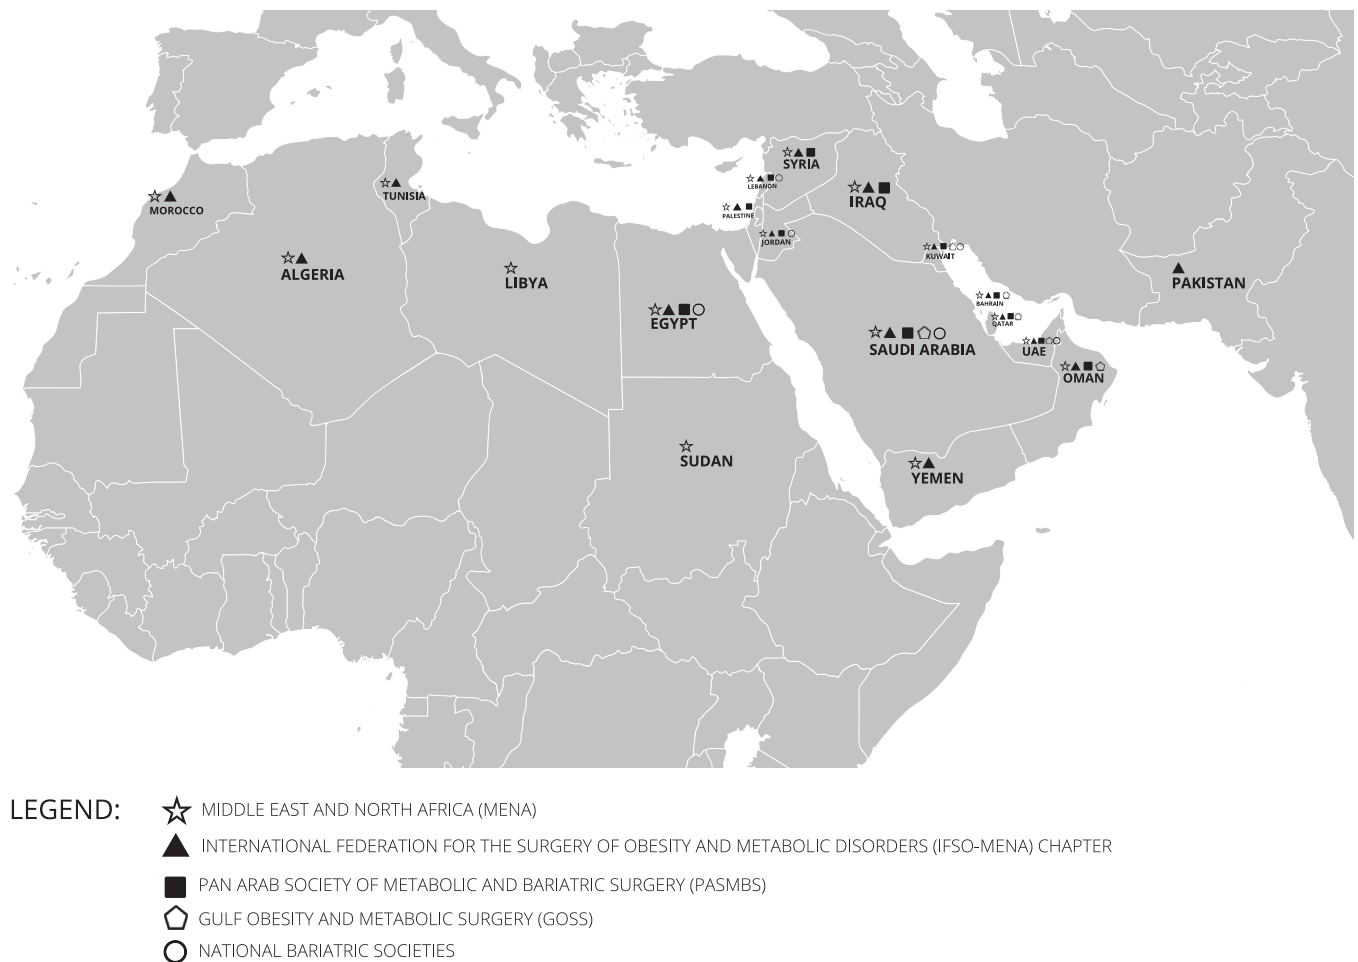 SYRIA
LEBANON
IRAQ
MOROCCO
TUNISIA
PALESTINE
JORDAN
KUWAIT
ALGERIA
LIBYA
PAKISTAN
BAHRAIN
EGYPT
QATAR
SAUDI ARABIA
UAE
OMAN
SUDAN
YEMEN
LEGEND:
MIDDLE EAST AND NORTH AFRICA (MENA)
INTERNATIONAL FEDERATION FOR THE SURGERY OF OBESITY AND METABOLIC DISORDERS (IFSO-MENA) CHAPTER
PAN ARAB SOCIETY OF METABOLIC AND BARIATRIC SURGERY (PASMBS)
GULF OBESITY AND METABOLIC SURGERY (GOSS)
NATIONAL BARIATRIC SOCIETIES